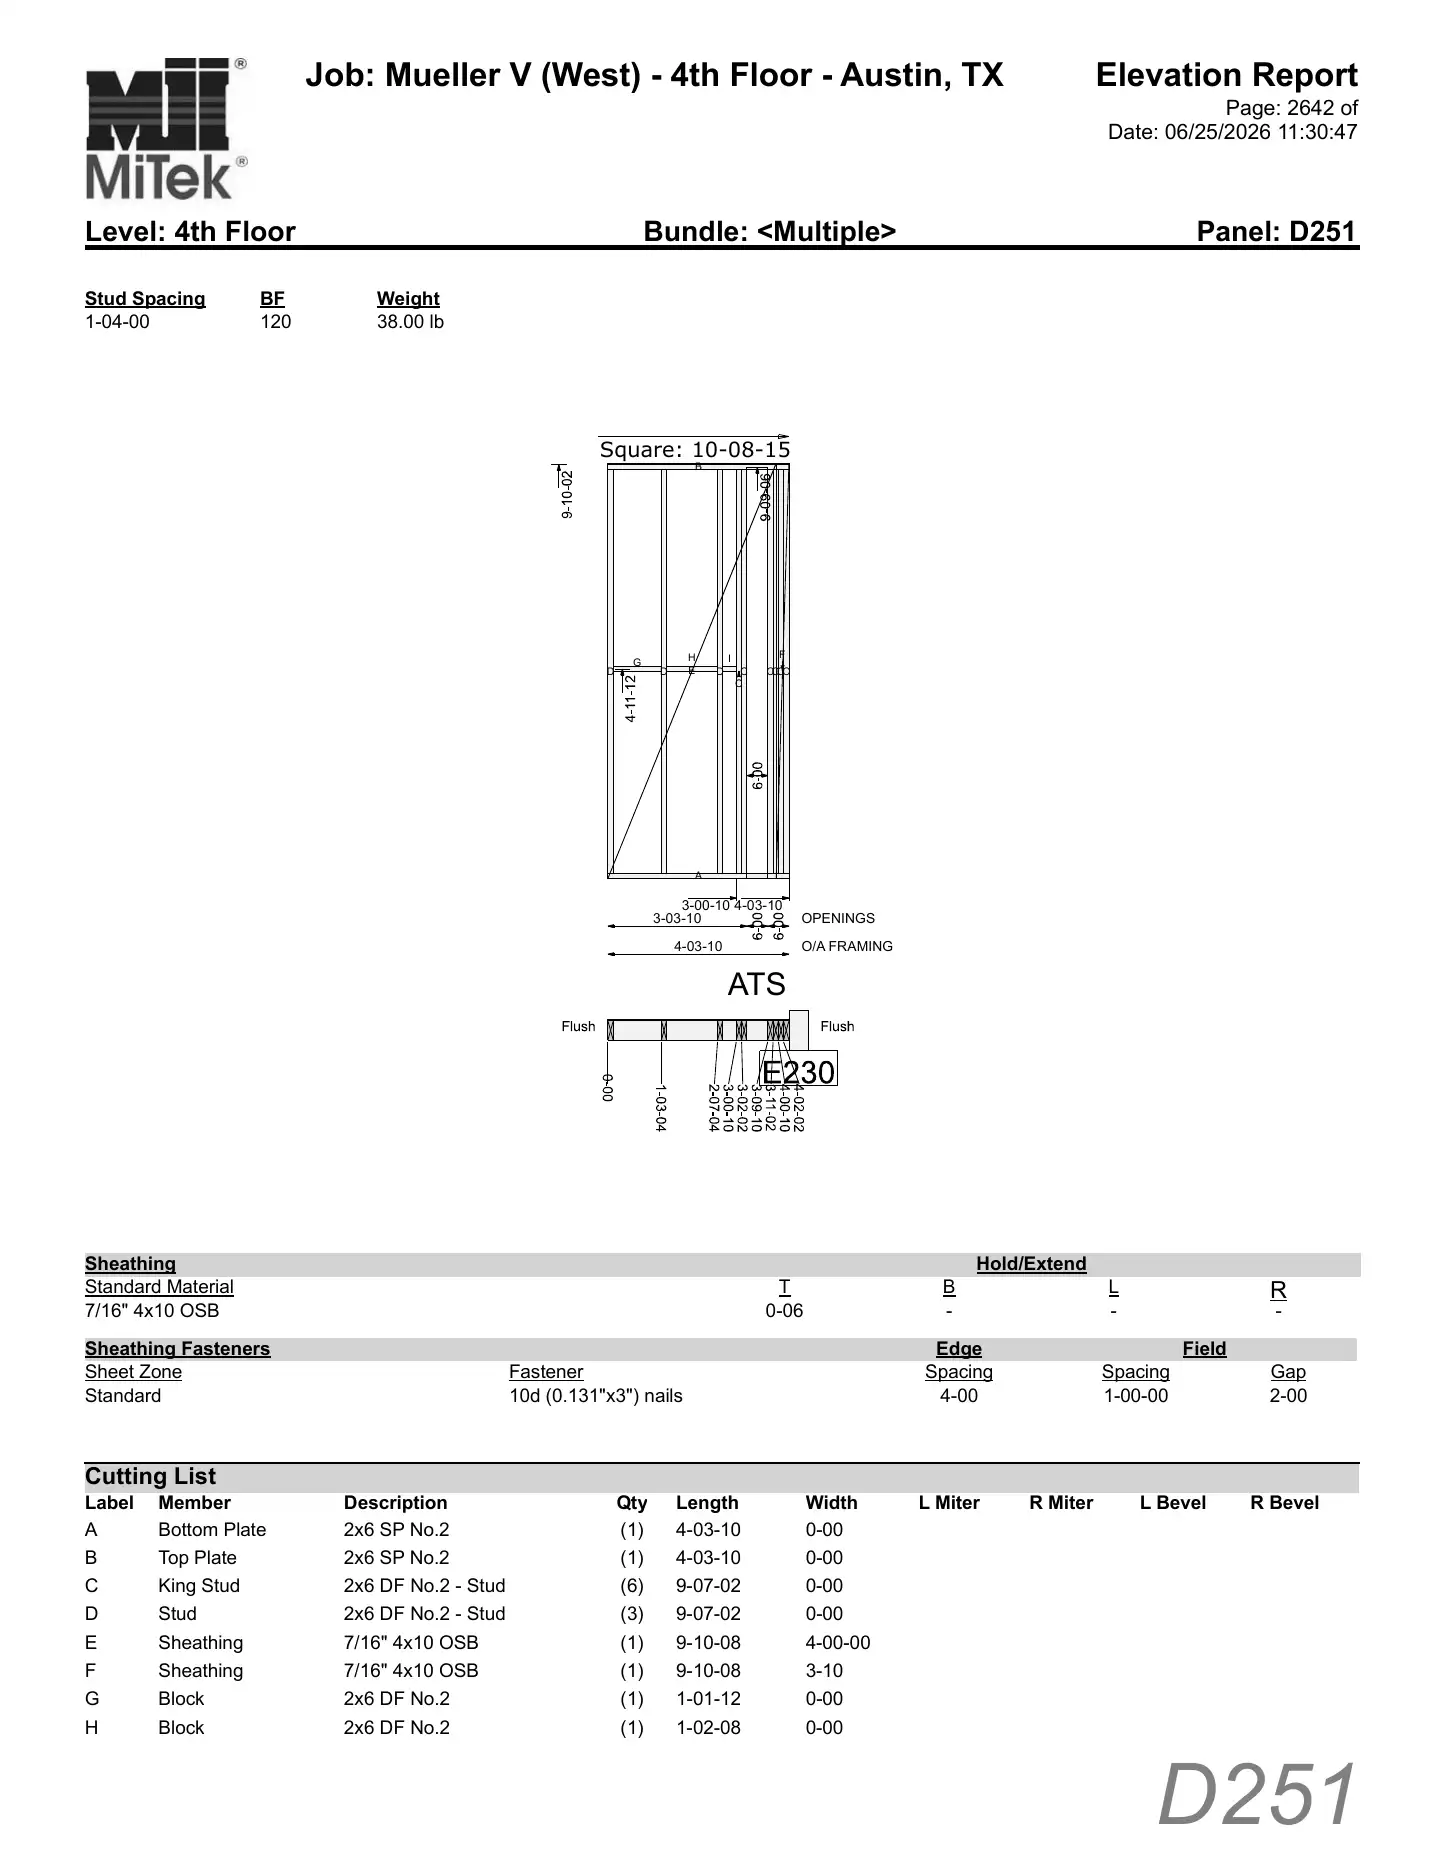 Job: Mueller V (West) - 4th Floor - Austin, TX
Elevation Report
Page: 2642 of
Date: 06/25/2026 11:30:47
MiTek®
Level: 4th Floor Bundle: <Multiple> Panel: D251
Stud Spacing BF Weight
1-04-00 120 38.00 lb
Square: 10-08-15
B
9-10-02
9-09-06
G H I F
E
C
4-11-12
6-00
A
3-00-10 4-03-10
3-03-10 6-00 6-00 OPENINGS
4-03-10 O/A FRAMING
ATS
Flush Flush
E230
0-00 1-03-04 2-07-04 3-00-10 3-02-02 3-09-10 3-11-02 4-00-10 4-02-02
Sheathing Hold/Extend
Standard Material T B L R
7/16" 4x10 OSB 0-06 - - -
Sheathing Fasteners Edge Field
Sheet Zone Fastener Spacing Spacing Gap
Standard 10d (0.131"x3") nails 4-00 1-00-00 2-00
Cutting List
Label Member Description Qty Length Width L Miter R Miter L Bevel R Bevel
A Bottom Plate 2x6 SP No.2 (1) 4-03-10 0-00
B Top Plate 2x6 SP No.2 (1) 4-03-10 0-00
C King Stud 2x6 DF No.2 - Stud (6) 9-07-02 0-00
D Stud 2x6 DF No.2 - Stud (3) 9-07-02 0-00
E Sheathing 7/16" 4x10 OSB (1) 9-10-08 4-00-00
F Sheathing 7/16" 4x10 OSB (1) 9-10-08 3-10
G Block 2x6 DF No.2 (1) 1-01-12 0-00
H Block 2x6 DF No.2 (1) 1-02-08 0-00
D251